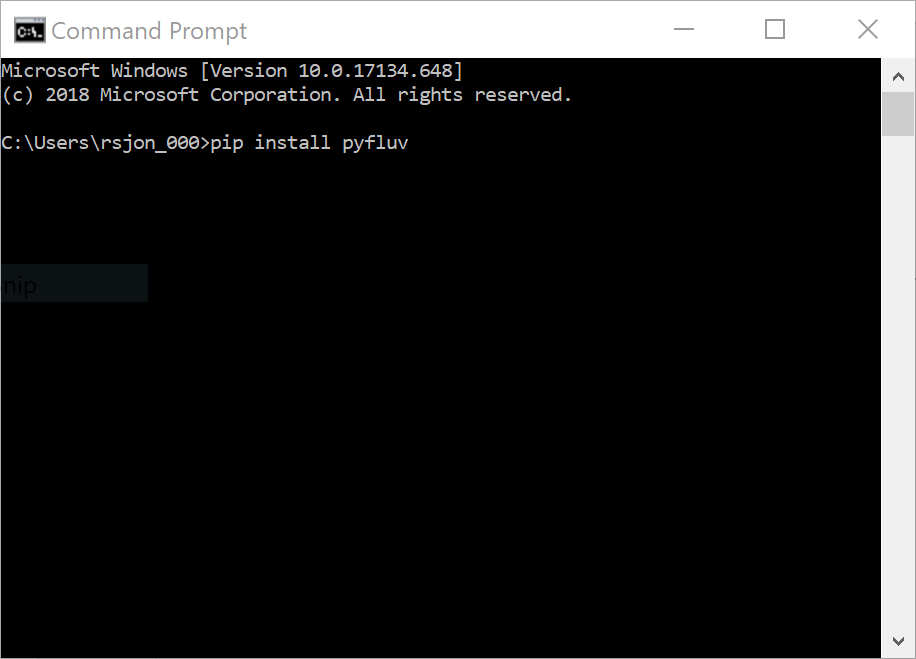 Command Prompt
Microsoft Windows [Version 10.0.17134.648]
(c) 2018 Microsoft Corporation. All rights reserved.
C:\Users\rsjon_000>pip install pyfluv
nip